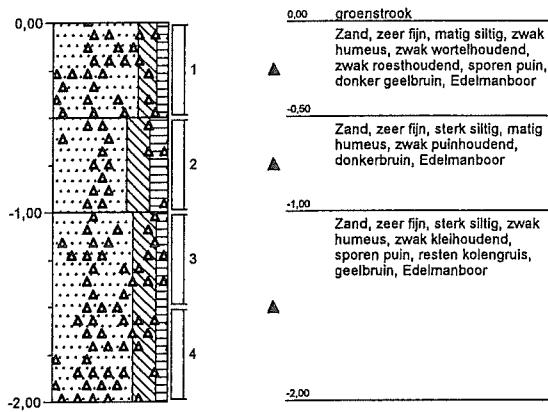 0,00
1
2
-1,00
3
4
-2,00
0,00 groenstrook
Zand, zeer fijn, matig siltig, zwak
humeus, zwak wortelhoudend,
zwak roesthoudend, sporen puin,
donker geelbruin, Edelmanboor
-0,50
Zand, zeer fijn, sterk siltig, matig
humeus, zwak puinhoudend,
donkerbruin, Edelmanboor
-1,00
Zand, zeer fijn, sterk siltig, zwak
humeus, zwak kleihoudend,
sporen puin, resten kolengruis,
geelbruin, Edelmanboor
-2,00